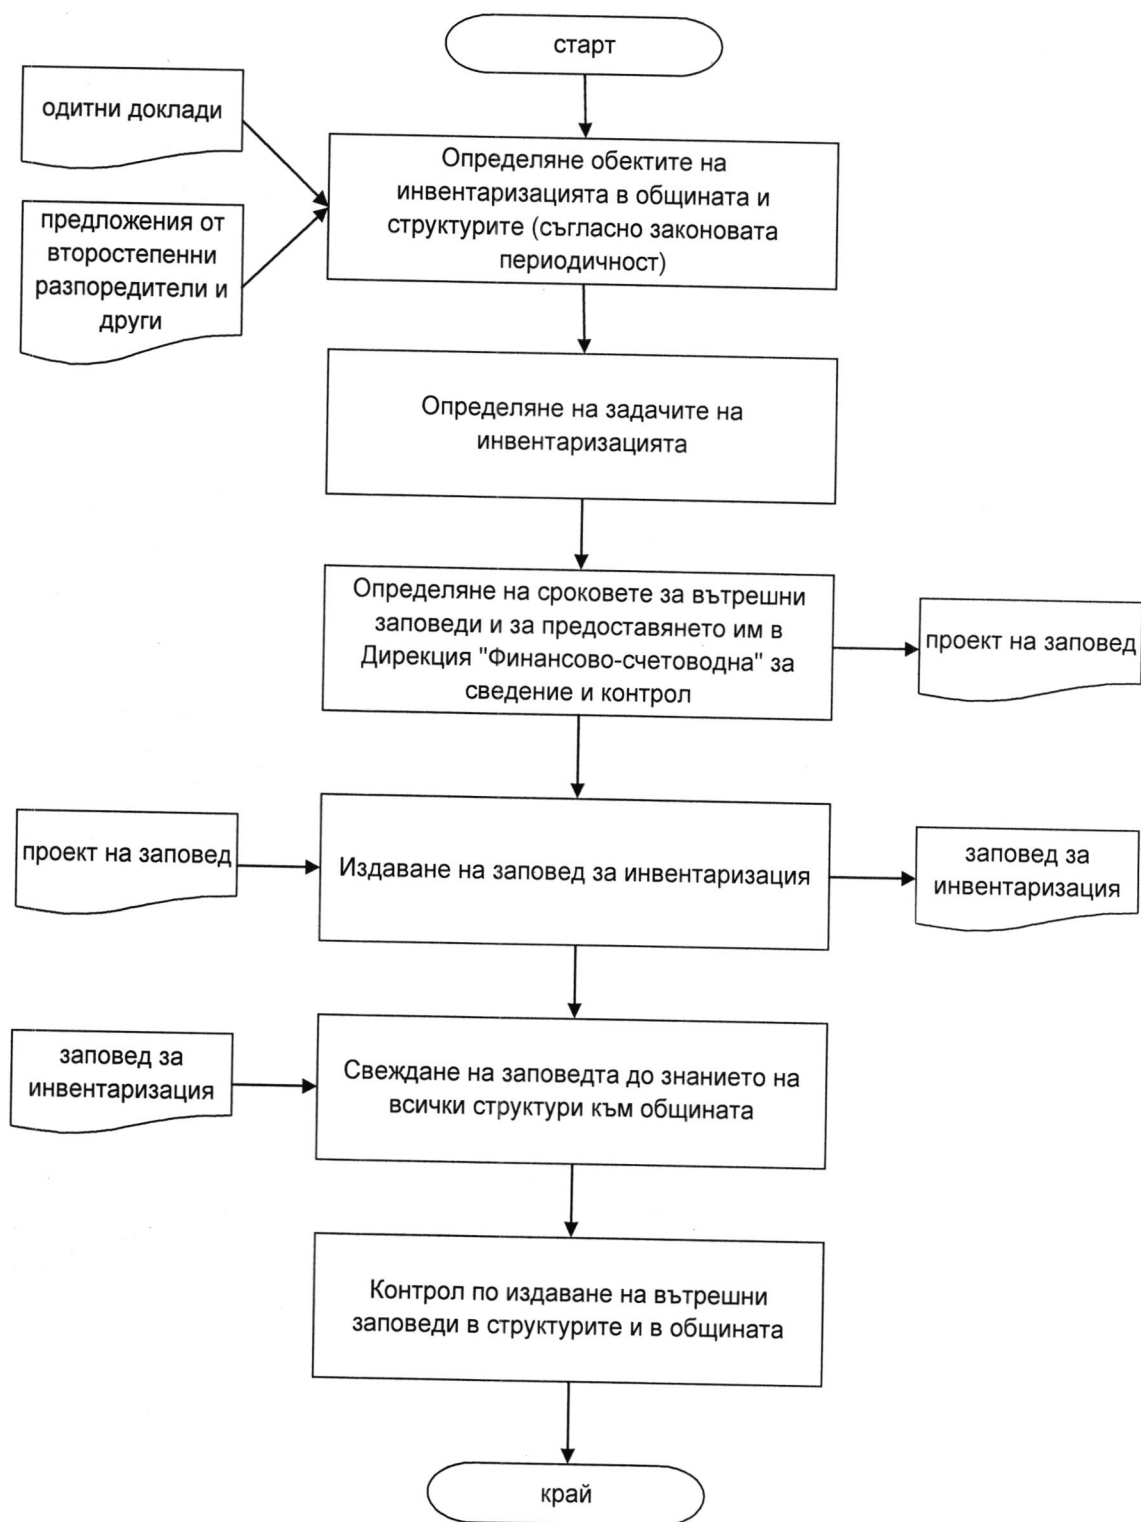 старт
одитни доклади
предложения от
второстепенни
разпоредители и
други
Определяне обектите на
инвентаризацията в общината и
структурите (съгласно законовата
периодичност)
Определяне на задачите на
инвентаризацията
Определяне на сроковете за вътрешни
заповеди и за предоставянето им в
Дирекция "Финансово-счетоводна" за
сведение и контрол
проект на заповед
проект на заповед
Издаване на заповед за инвентаризация
заповед за
инвентаризация
заповед за
инвентаризация
Свеждане на заповедта до знанието на
всички структури към общината
Контрол по издаване на вътрешни
заповеди в структурите и в общината
край